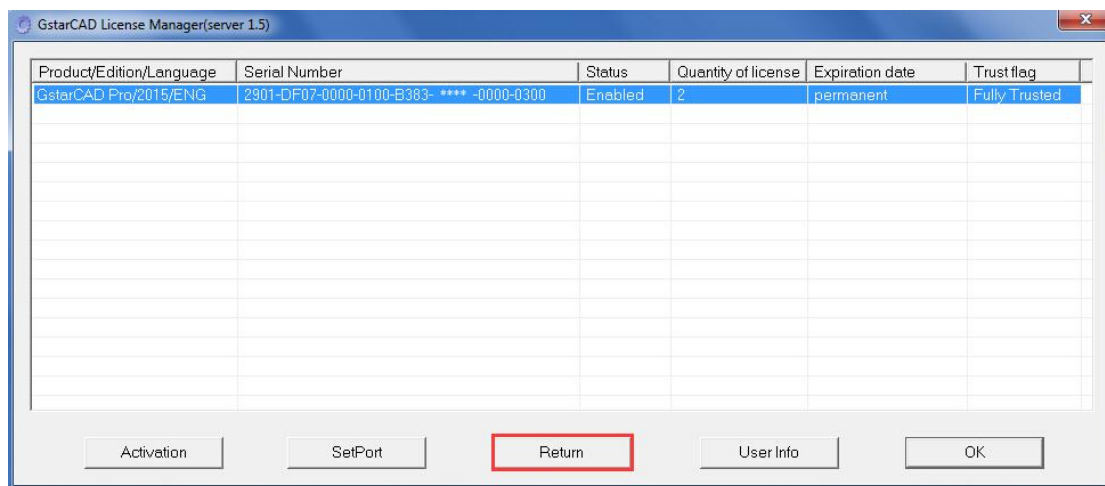 GstarCAD License Manager(server 1.5)
Product/Edition/Language Serial Number Status Quantity of license Expiration date Trust flag
GstarCAD Pro/2015/ENG 2901-DF07-0000-0100-B383- **** -0000-0300 Enabled 2 permanent Fully Trusted
Activation SetPort Return User Info OK